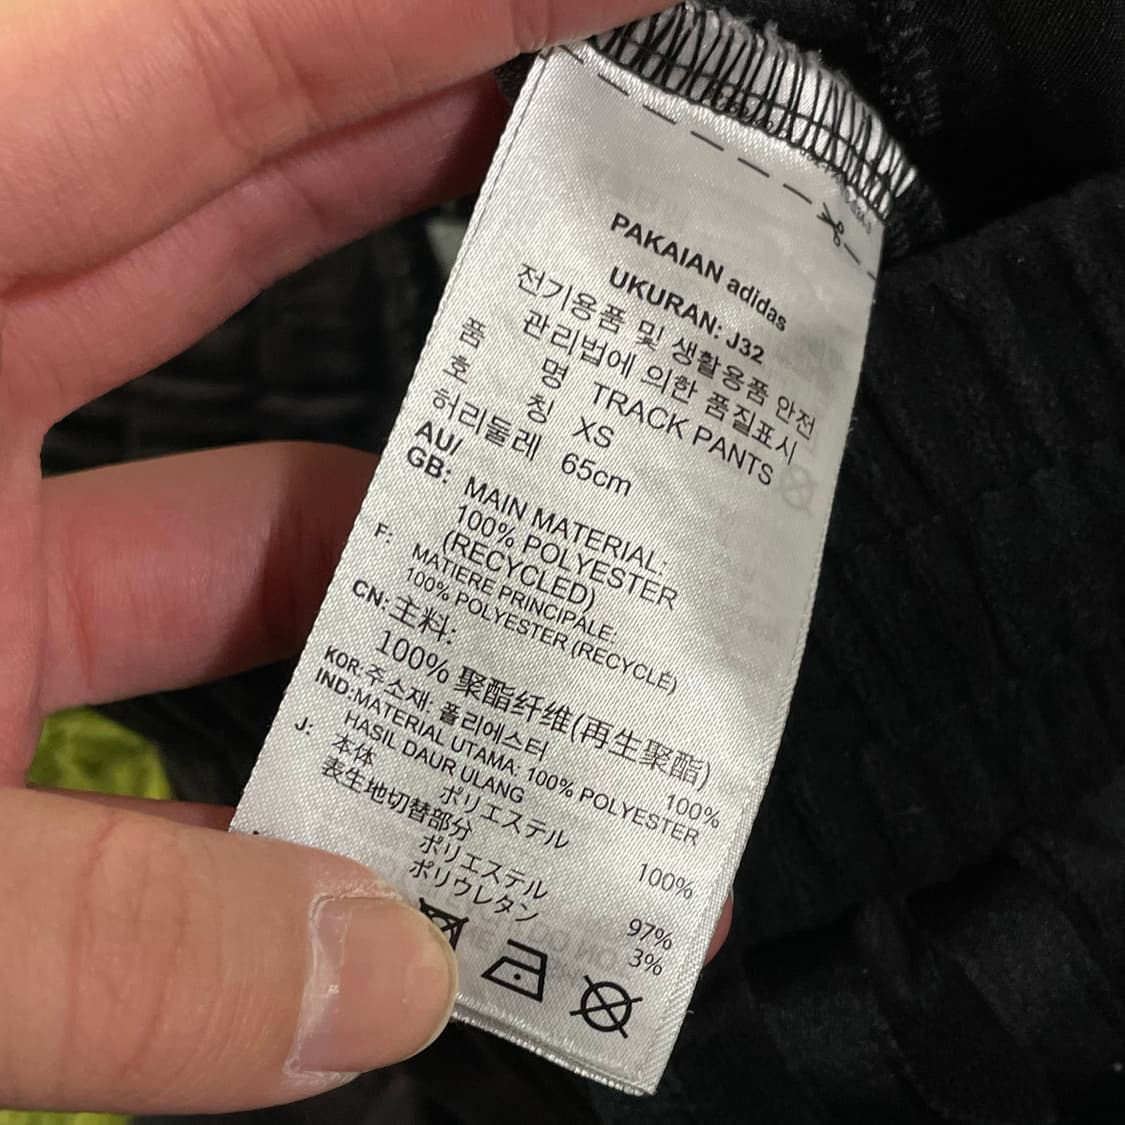 PAKAIAN adidas
UKURAN: J32
전기용품 및 생활용품 안전
관리법에 의한 품질표시
품 명 TRACK PANTS
호 칭 XS
허리둘레 65cm
AU/
GB: MAIN MATERIAL:
100% POLYESTER
(RECYCLED)
F: MATIERE PRINCIPALE:
100% POLYESTER (RECYCLÉ)
CN: 主料:
100% 聚酯纤维(再生聚酯)
KOR: 주소재: 폴리에스터 100%
IND: MATERIAL UTAMA: 100% POLYESTER
HASIL DAUR ULANG
J: 本体
ポリエステル 100%
表生地切替部分
ポリエステル 97%
ポリウレタン 3%